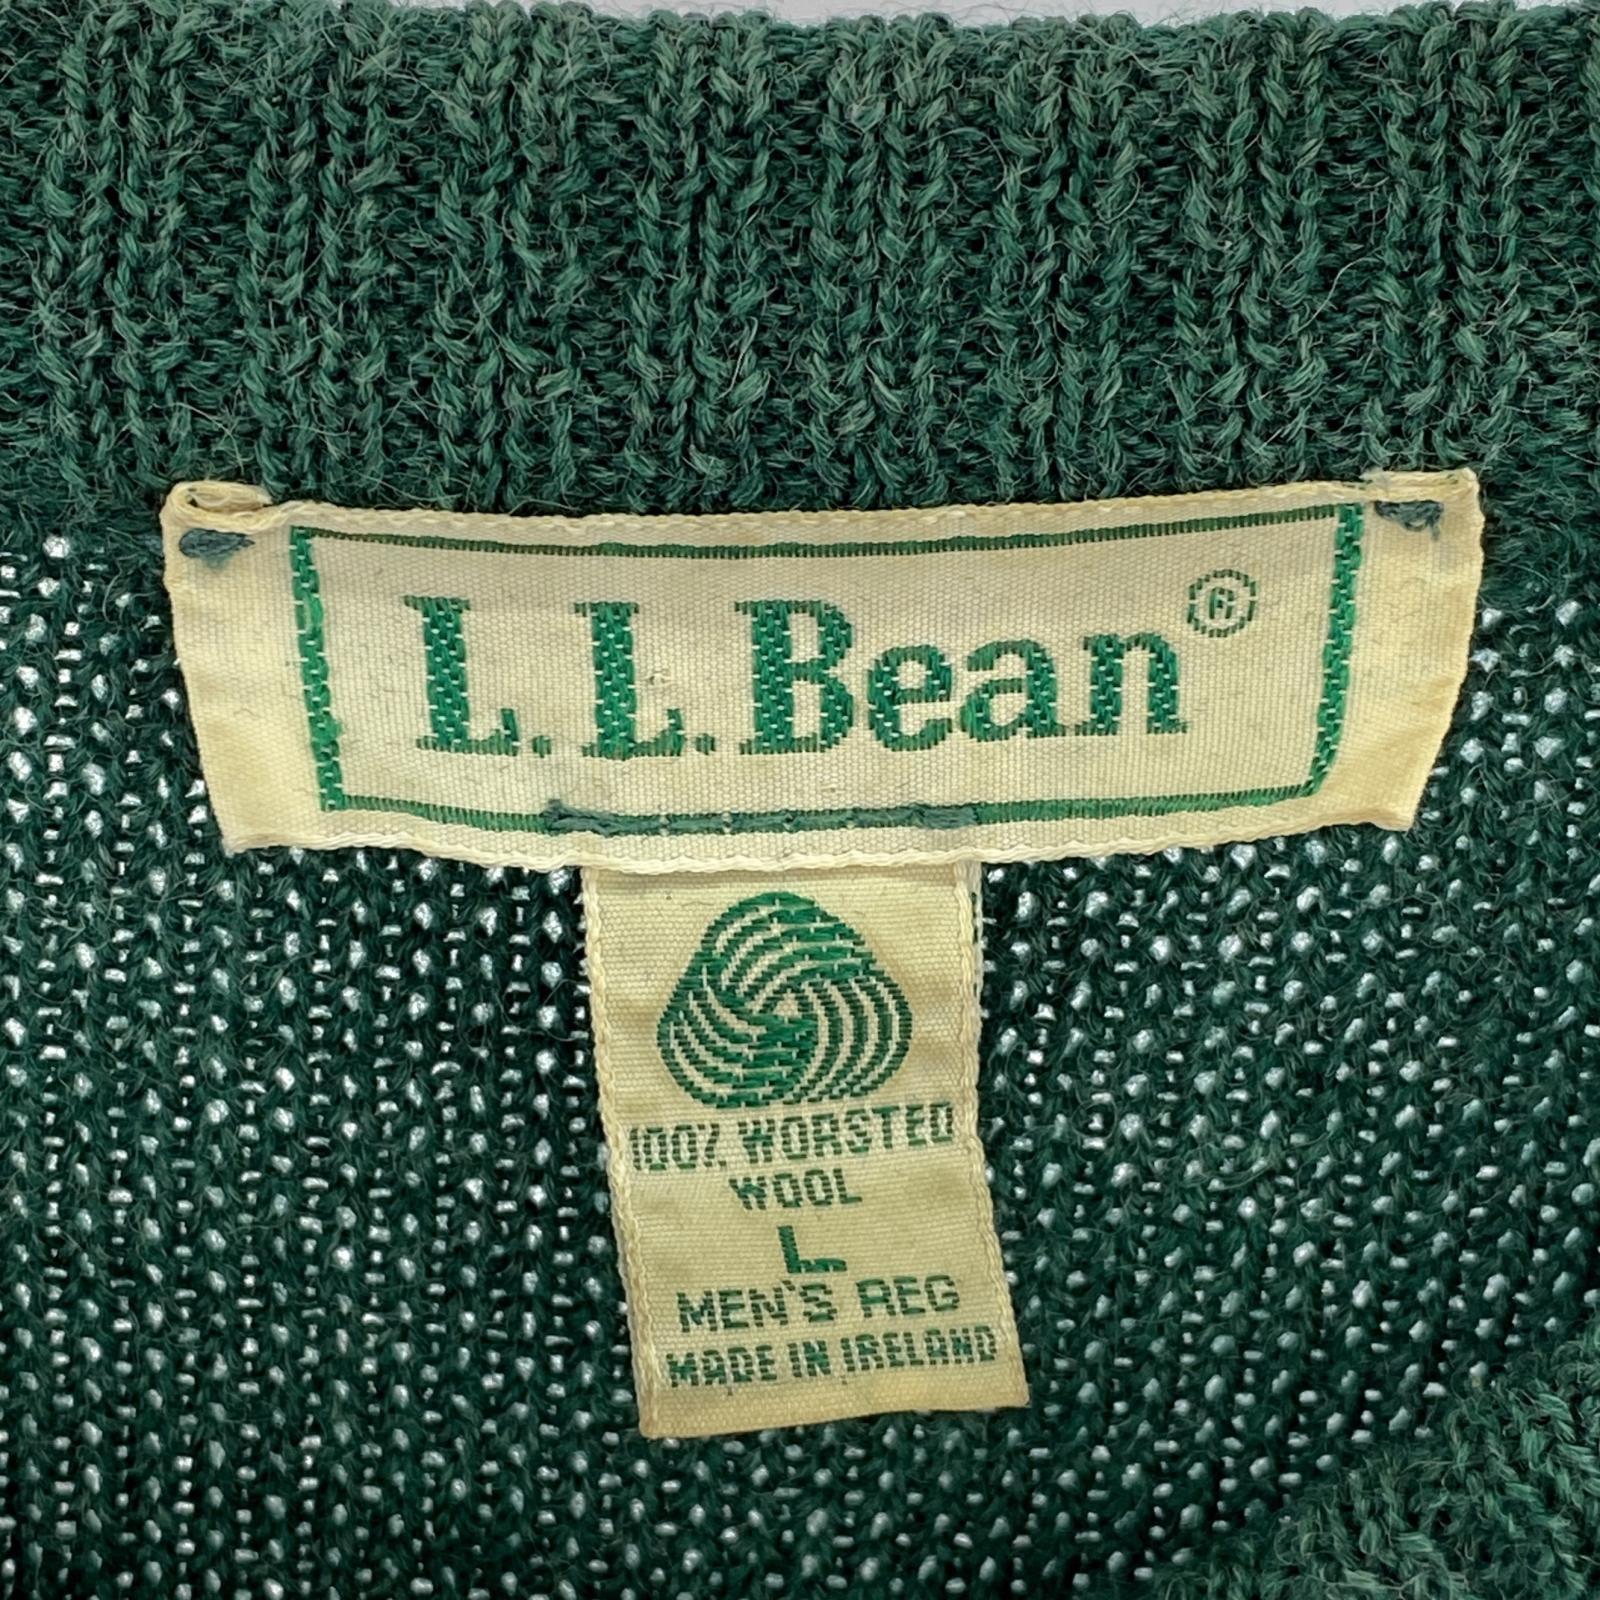 L.L.Bean®
100% WORSTED
WOOL
L
MEN'S REG
MADE IN IRELAND